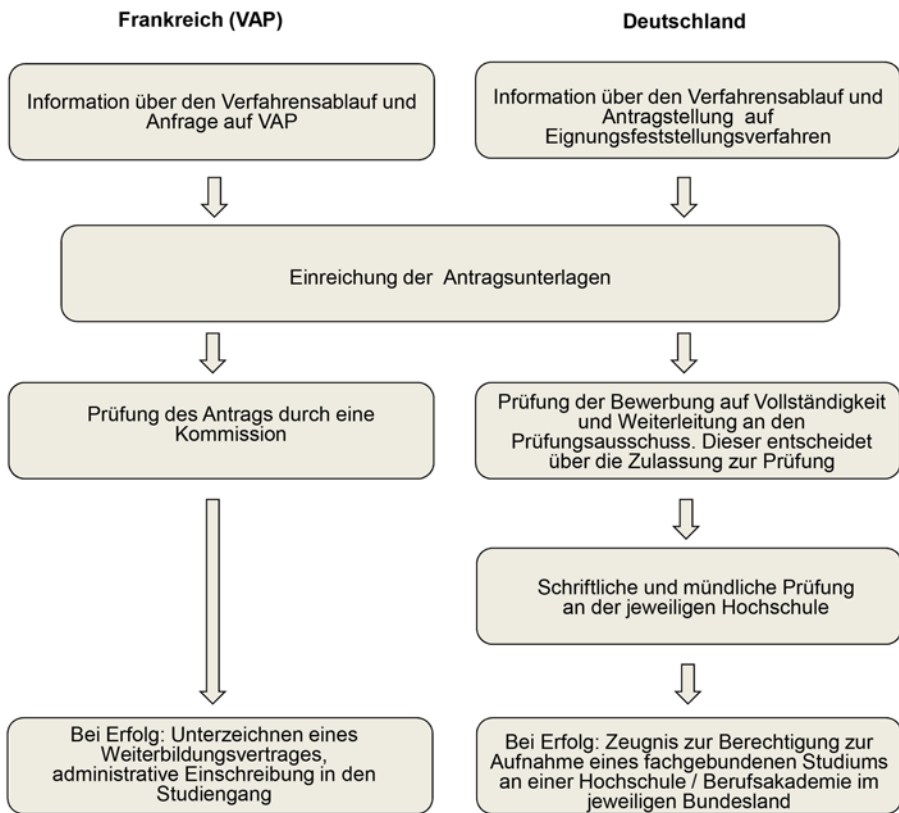 Frankreich (VAP)
Deutschland
Information über den Verfahrensablauf und
Anfrage auf VAP
Information über den Verfahrensablauf und
Antragstellung auf
Eignungsfeststellungsverfahren
Einreichung der Antragsunterlagen
Prüfung des Antrags durch eine
Kommission
Prüfung der Bewerbung auf Vollständigkeit
und Weiterleitung an den
Prüfungsausschuss. Dieser entscheidet
über die Zulassung zur Prüfung
Schriftliche und mündliche Prüfung
an der jeweiligen Hochschule
Bei Erfolg: Unterzeichnen eines
Weiterbildungsvertrages,
administrative Einschreibung in den
Studiengang
Bei Erfolg: Zeugnis zur Berechtigung zur
Aufnahme eines fachgebundenen Studiums
an einer Hochschule / Berufsakademie im
jeweiligen Bundesland